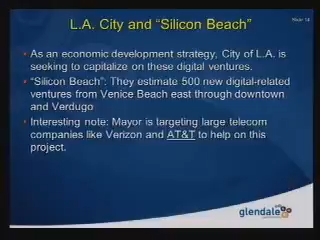 Slide 14
L.A. City and “Silicon Beach”
As an economic development strategy, City of L.A. is
seeking to capitalize on these digital ventures.
“Silicon Beach”: They estimate 500 new digital-related
ventures from Venice Beach east through downtown
and Verdugo
Interesting note: Mayor is targeting large telecom
companies like Verizon and AT&T to help on this
project.
glendale